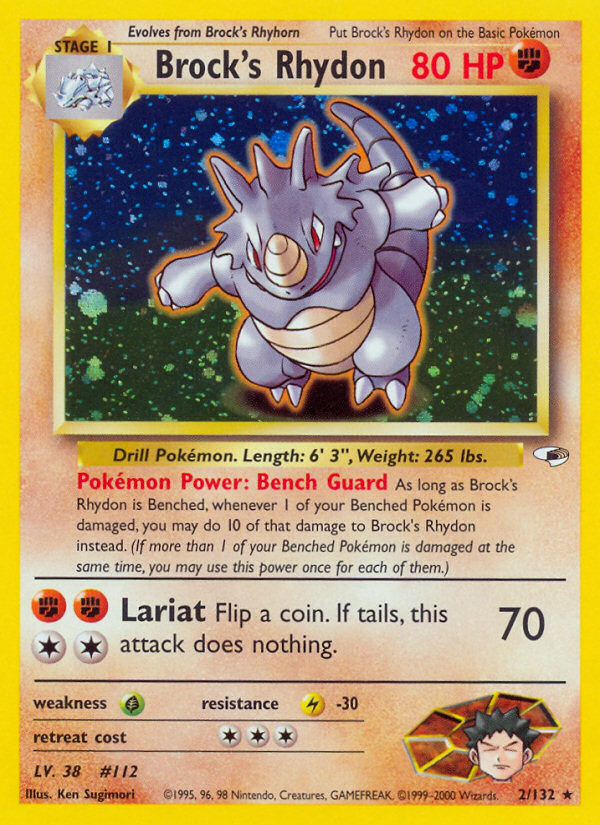 Evolves from Brock's Rhyhorn Put Brock's Rhydon on the Basic Pokémon
STAGE 1
Brock's Rhydon 80 HP
Drill Pokémon. Length: 6' 3", Weight: 265 lbs.
Pokémon Power: Bench Guard As long as Brock's
Rhydon is Benched, whenever 1 of your Benched Pokémon is
damaged, you may do 10 of that damage to Brock's Rhydon
instead. (If more than 1 of your Benched Pokémon is damaged at the
same time, you may use this power once for each of them.)
Lariat Flip a coin. If tails, this
attack does nothing.
70
weakness resistance -30
retreat cost
LV. 38 #112
Illus. Ken Sugimori ©1995, 96, 98 Nintendo, Creatures, GAMEFREAK. ©1999-2000 Wizards. 2/132 ★